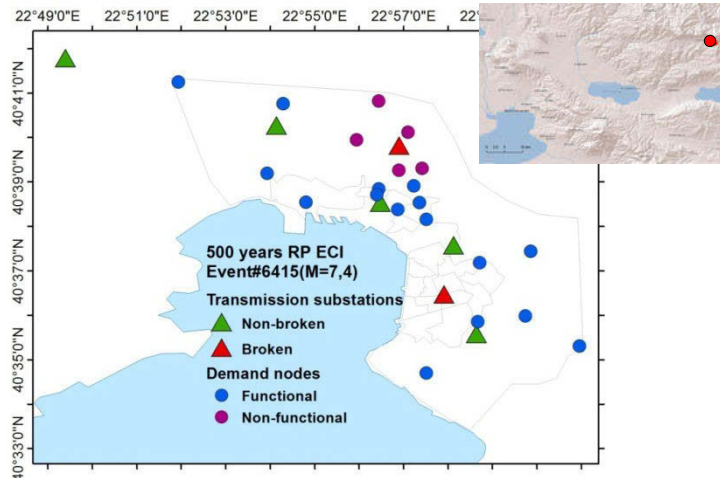 22°49'0"E 22°51'0"E 22°53'0"E 22°55'0"E 22°57'0"E
40°41'0"N
40°39'0"N
40°37'0"N
40°35'0"N
40°33'0"N
500 years RP ECI
Event#6415(M=7,4)
Transmission substations
Non-broken
Broken
Demand nodes
Functional
Non-functional